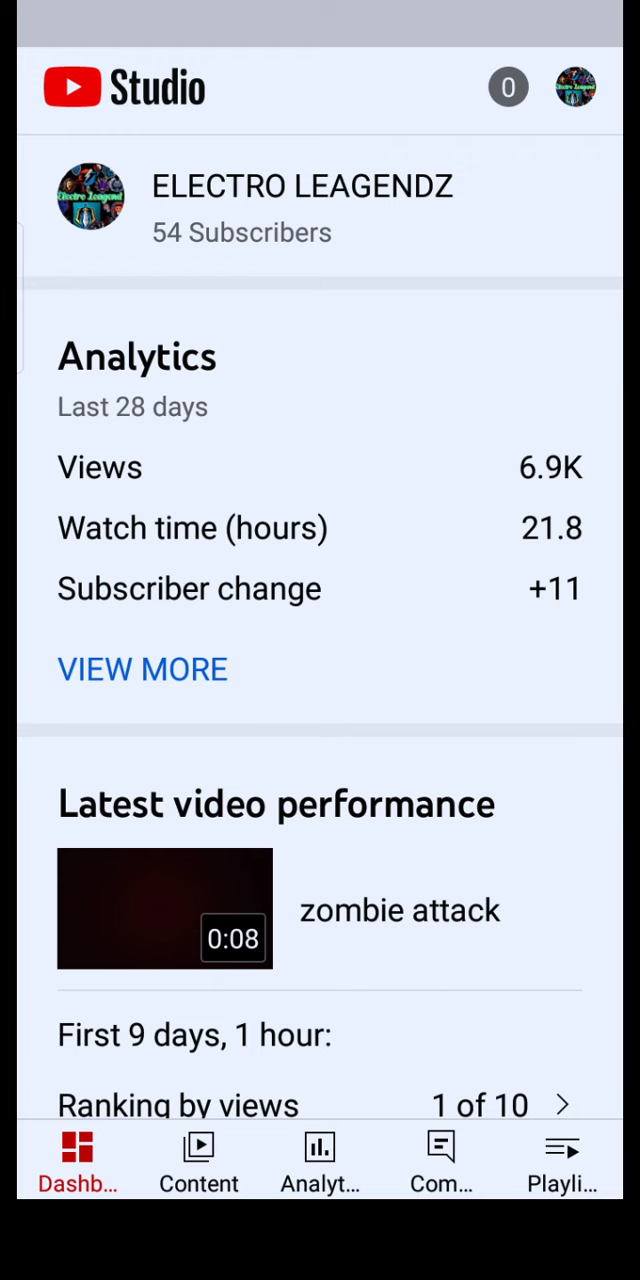 Studio
0
ELECTRO LEAGENDZ
54 Subscribers
Analytics
Last 28 days
Views 6.9K
Watch time (hours) 21.8
Subscriber change +11
VIEW MORE
Latest video performance
0:08
zombie attack
First 9 days, 1 hour:
Ranking by views 1 of 10
Dashb... Content Analyt... Com... Playli...